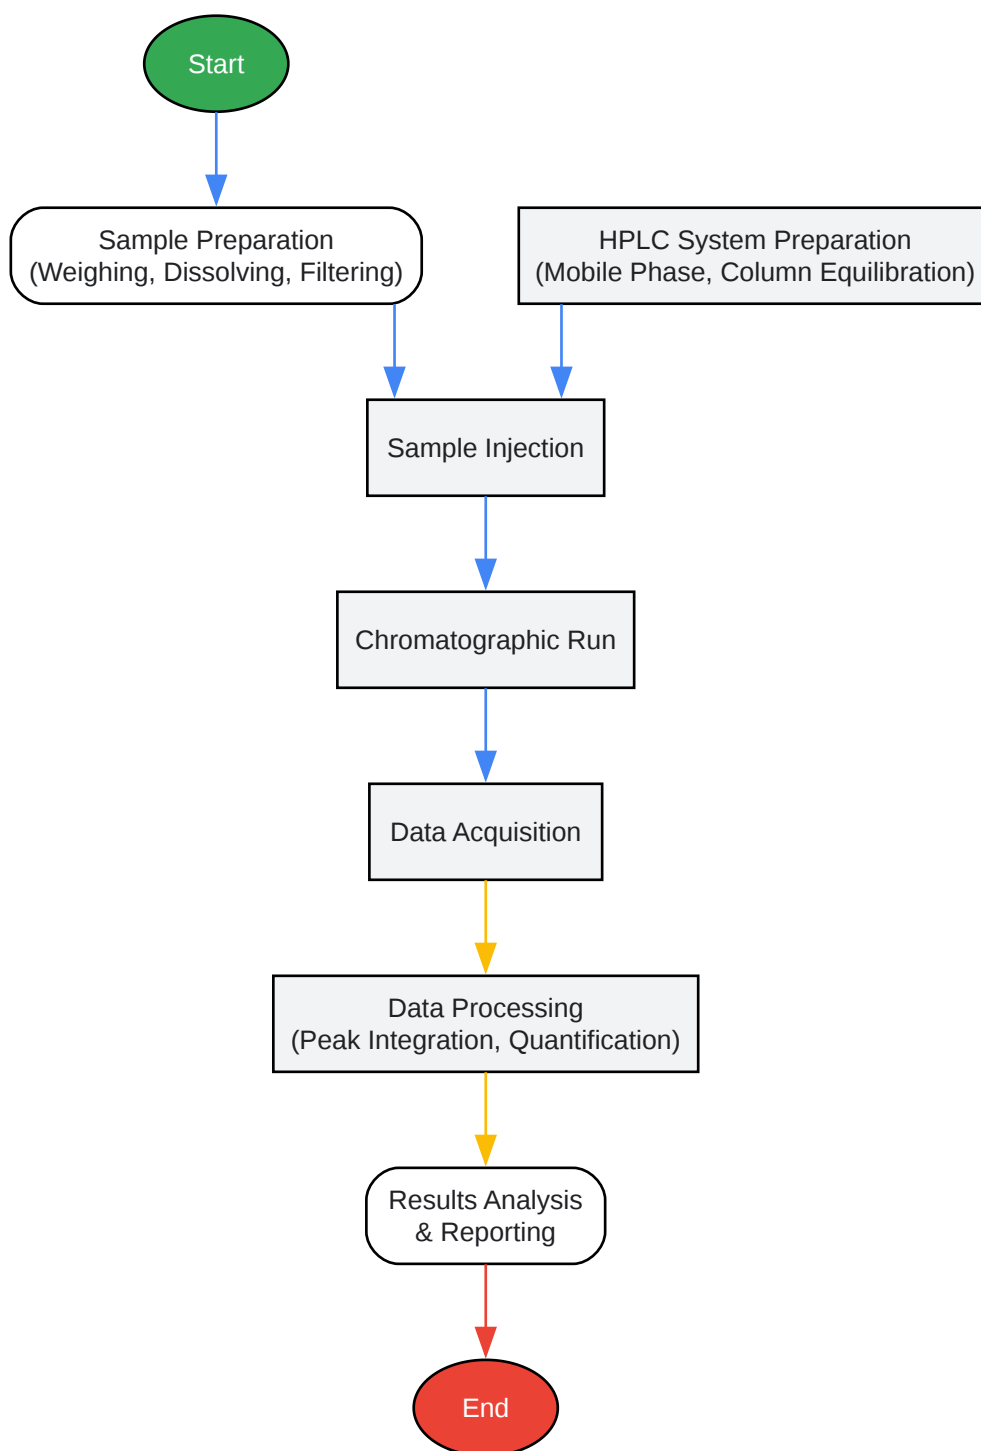 Start
Sample Preparation
(Weighing, Dissolving, Filtering)
HPLC System Preparation
(Mobile Phase, Column Equilibration)
Sample Injection
Chromatographic Run
Data Acquisition
Data Processing
(Peak Integration, Quantification)
Results Analysis
& Reporting
End